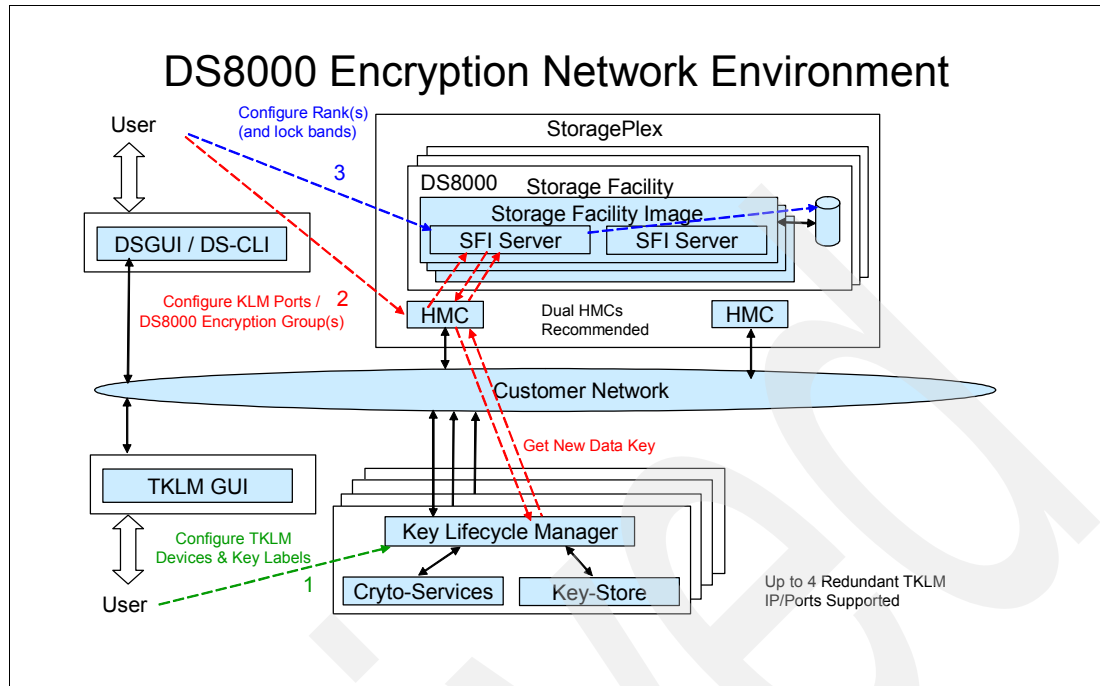 DS8000 Encryption Network Environment
User
Configure Rank(s)
(and lock bands)
3
StoragePlex
DS8000
Storage Facility
Storage Facility Image
SFI Server
SFI Server
DSGUI / DS-CLI
Configure KLM Ports /
DS8000 Encryption Group(s)
2
HMC
Dual HMCs
Recommended
HMC
Customer Network
Get New Data Key
TKLM GUI
Key Lifecycle Manager
Configure TKLM
Devices & Key Labels
1
User
Cryto-Services
Key-Store
Up to 4 Redundant TKLM
IP/Ports Supported